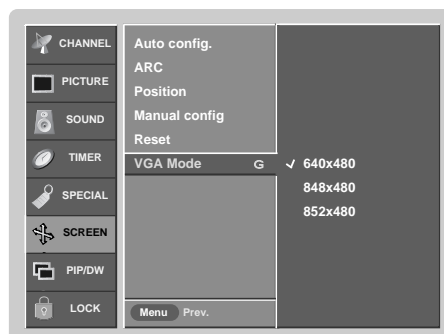 CHANNEL
PICTURE
SOUND
TIMER
SPECIAL
SCREEN
PIP/DW
LOCK
Auto config.
ARC
Position
Manual config
Reset
VGA Mode G
✓ 640x480
848x480
852x480
Menu Prev.